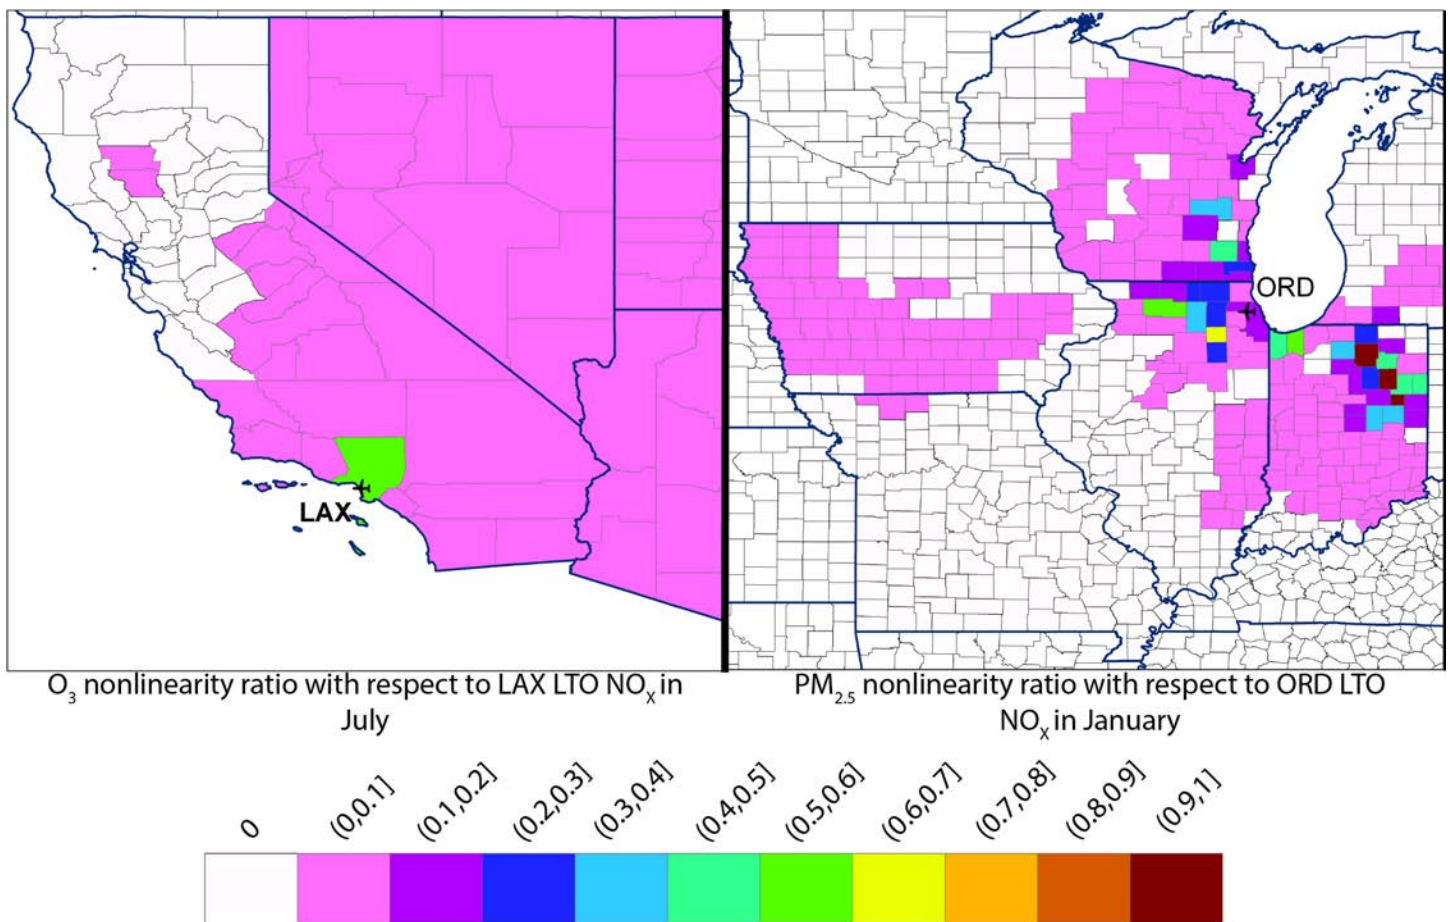 ORD
LAX
O₃ nonlinearity ratio with respect to LAX LTO NOₓ in
July
PM₂.₅ nonlinearity ratio with respect to ORD LTO
NOₓ in January
0
(0,0.1]
(0.1,0.2]
(0.2,0.3]
(0.3,0.4]
(0.4,0.5]
(0.5,0.6]
(0.6,0.7]
(0.7,0.8]
(0.8,0.9]
(0.9,1]